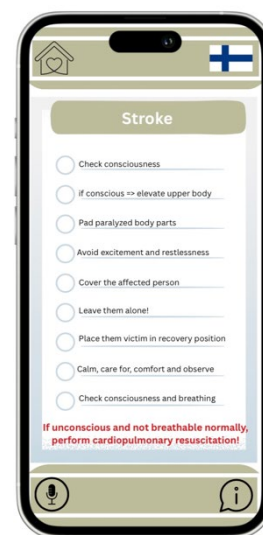 Stroke
Check consciousness
if conscious => elevate upper body
Pad paralyzed body parts
Avoid excitement and restlessness
Cover the affected person
Leave them alone!
Place them victim in recovery position
Calm, care for, comfort and observe
Check consciousness and breathing
If unconscious and not breathable normally,
perform cardiopulmonary resuscitation!
i